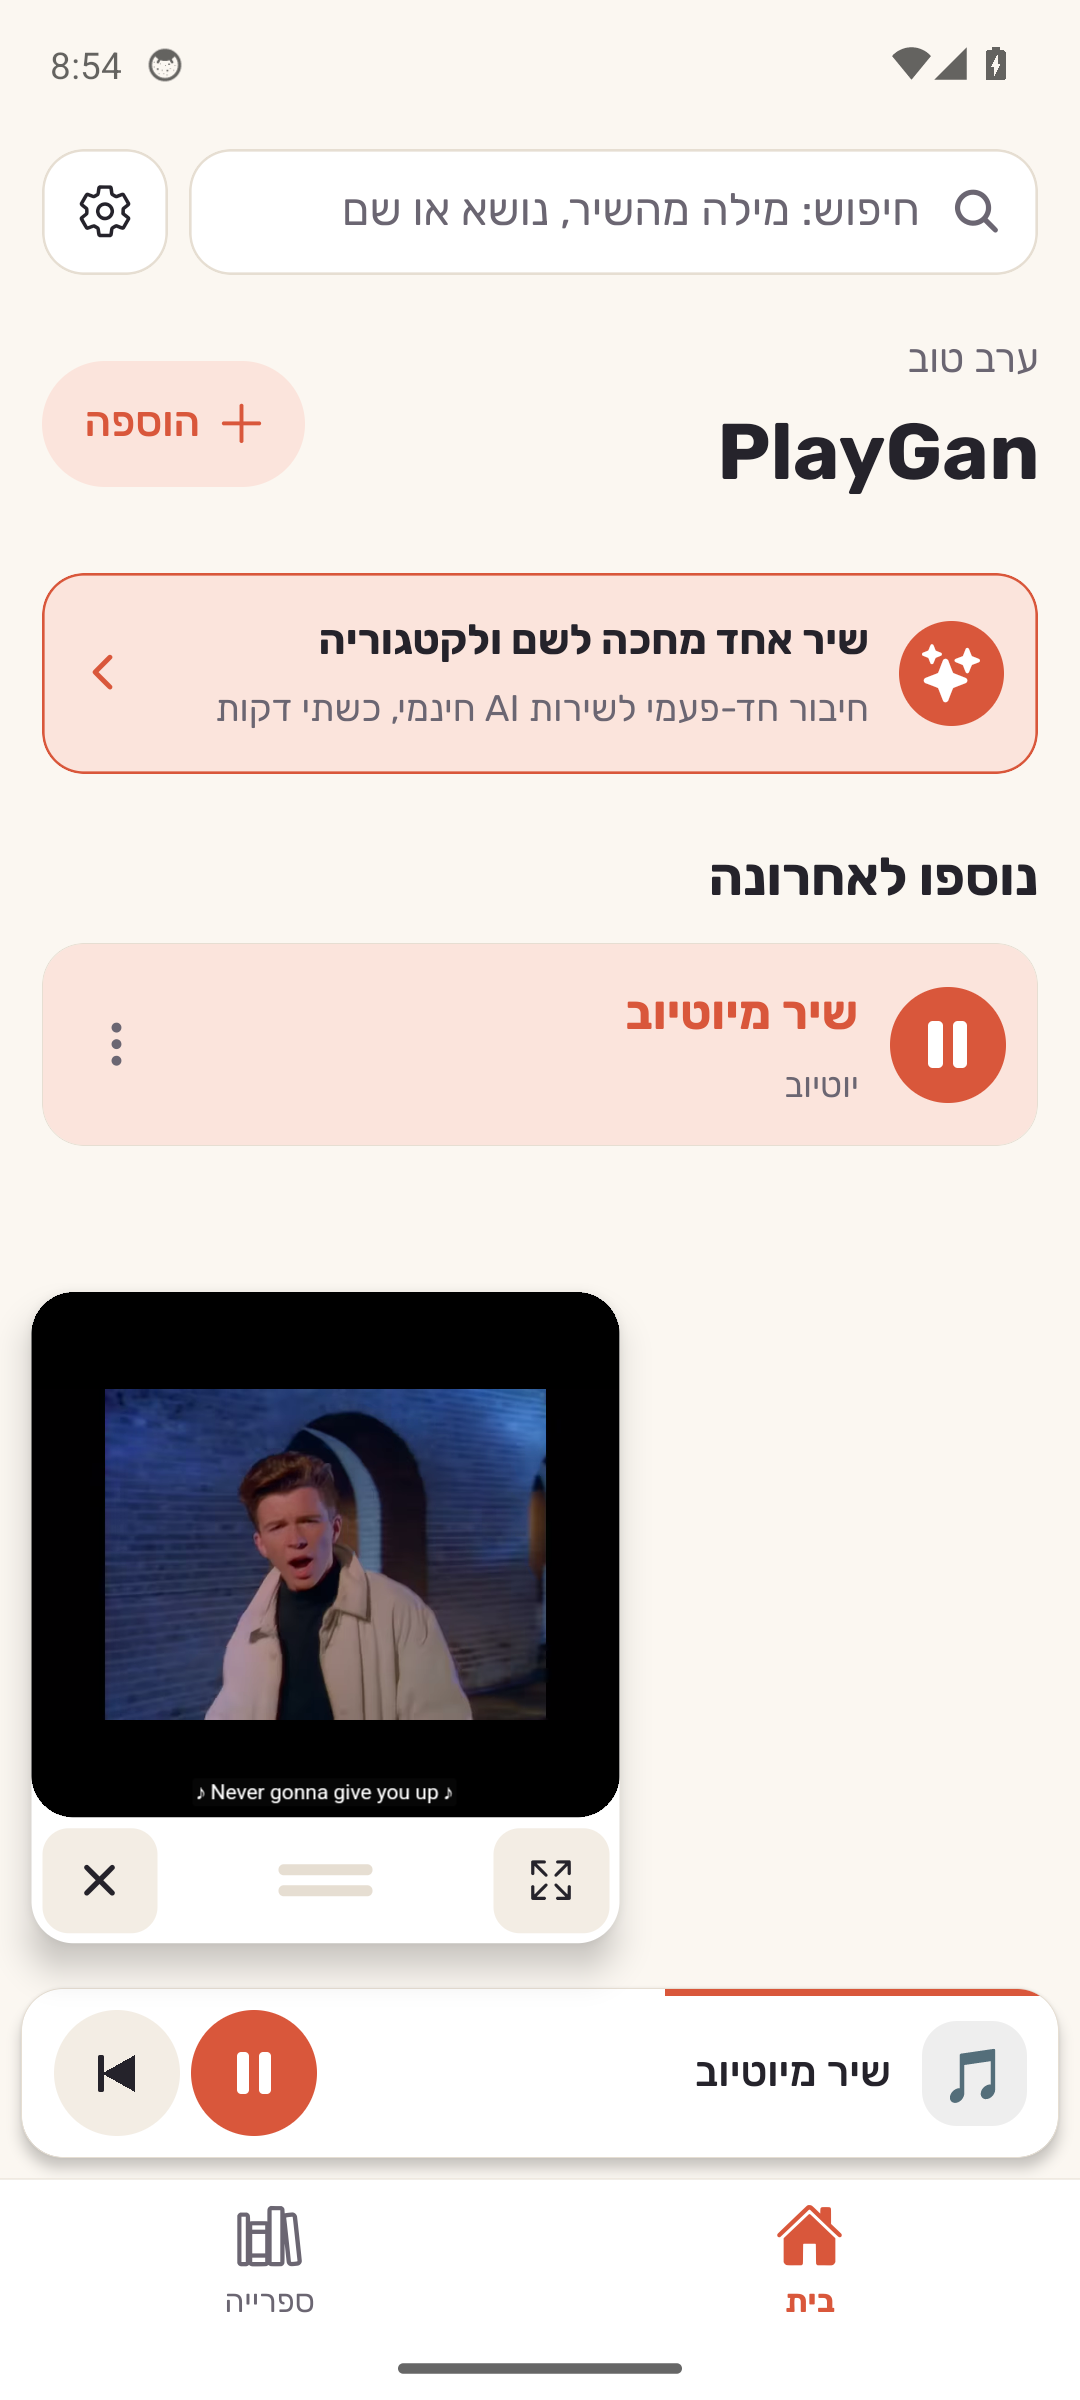 8:54
חיפוש: מילה מהשיר, נושא או שם
ערב טוב
PlayGan
הוספה
שיר אחד מחכה לשם ולקטגוריה
חיבור חד-פעמי לשירות AI חינמי, כשתי דקות
נוספו לאחרונה
שיר מיוטיוב
יוטיוב
♪ Never gonna give you up ♪
שיר מיוטיוב
בית
ספרייה